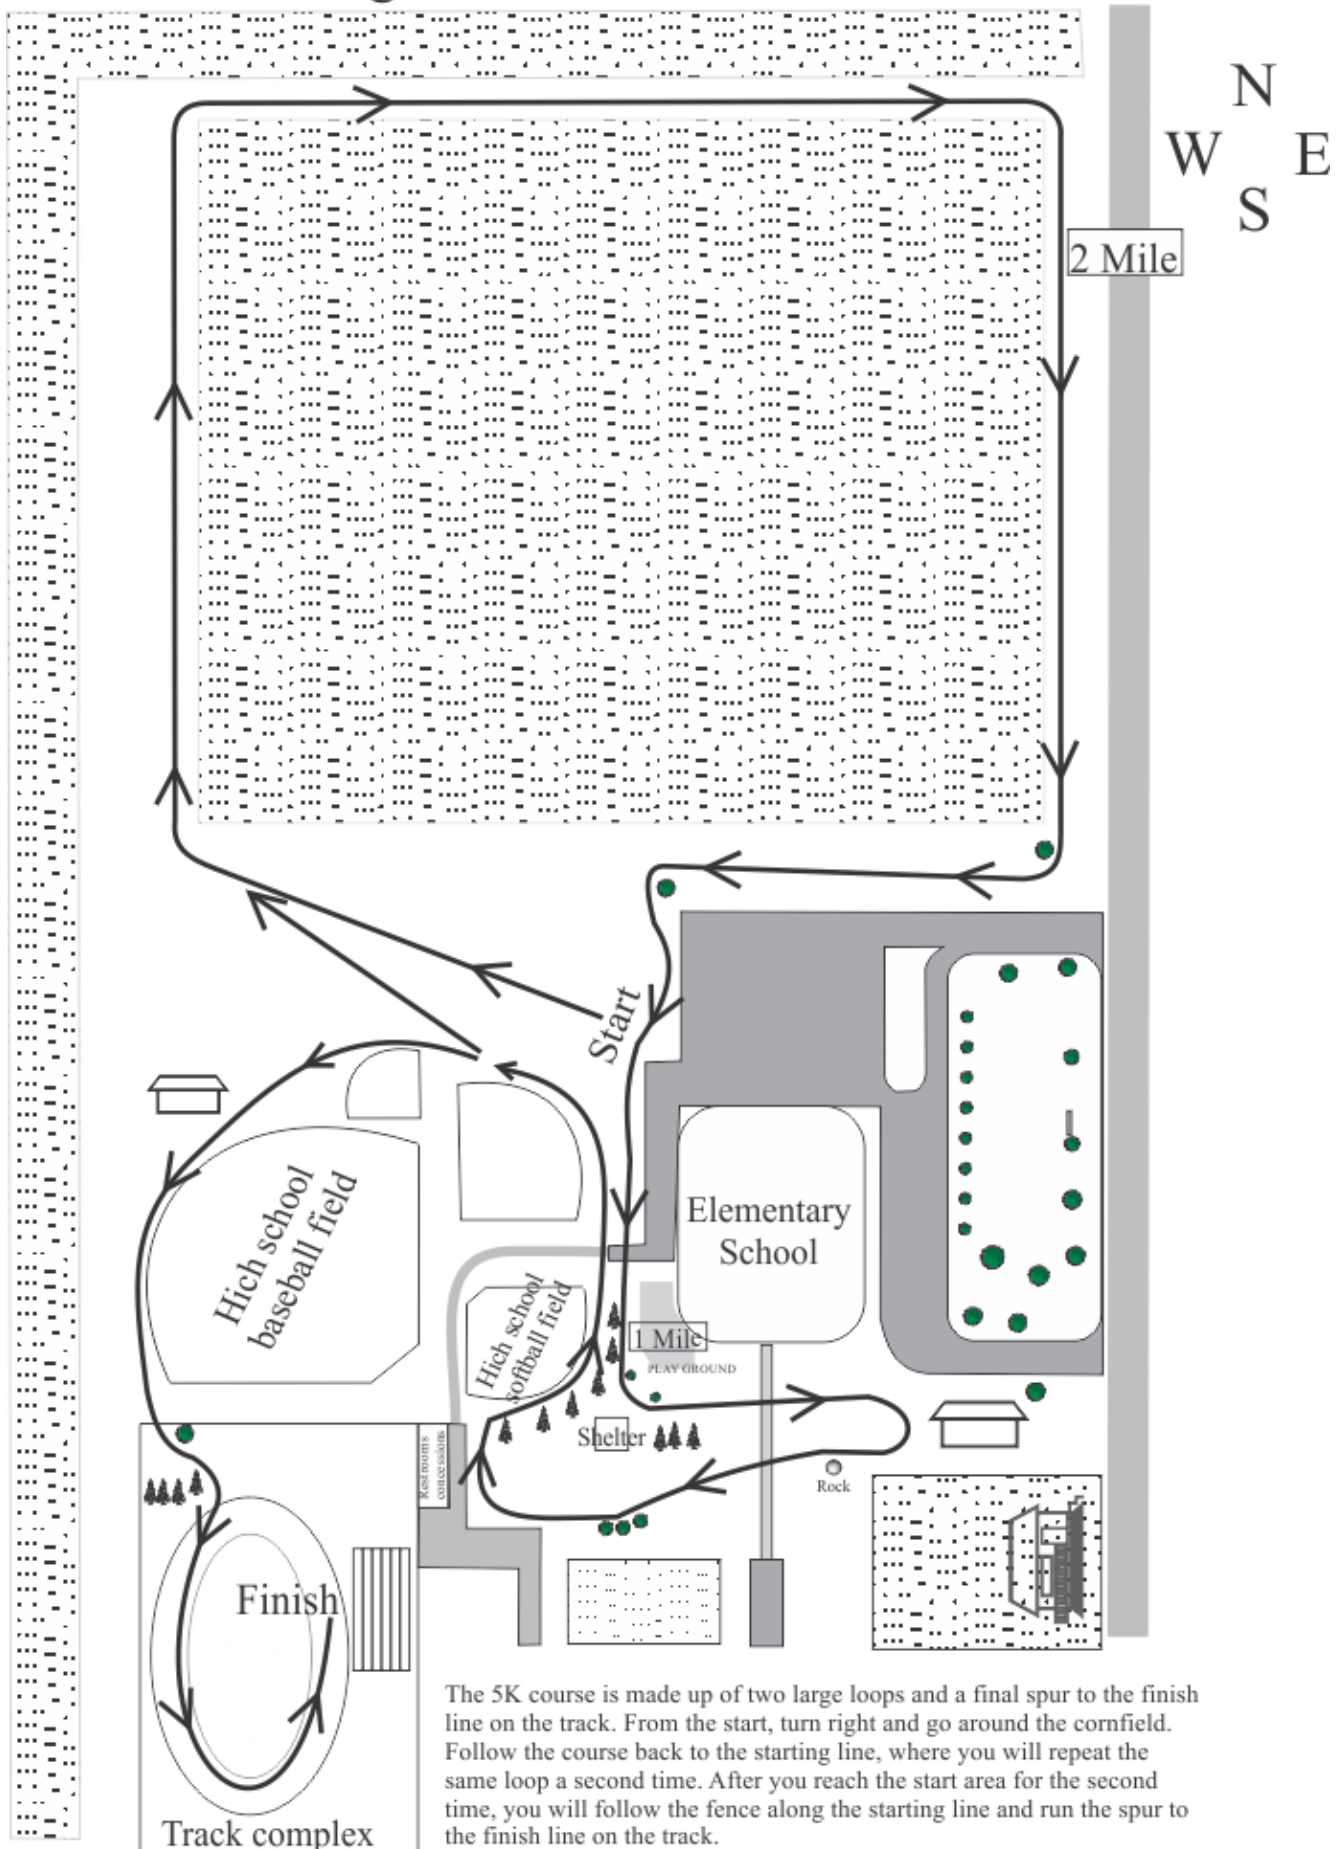 N
W E
S
2 Mile
Start
High school
baseball field
High school
softball field
Elementary
School
1 Mile
PLAY GROUND
Shelter
Restrooms
concessions
Rock
Finish
Track complex
The 5K course is made up of two large loops and a final spur to the finish
line on the track. From the start, turn right and go around the cornfield.
Follow the course back to the starting line, where you will repeat the
same loop a second time. After you reach the start area for the second
time, you will follow the fence along the starting line and run the spur to
the finish line on the track.